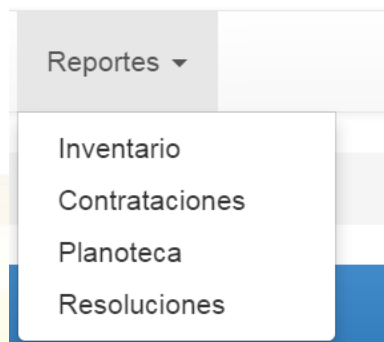 Reportes
Inventario
Contrataciones
Planoteca
Resoluciones